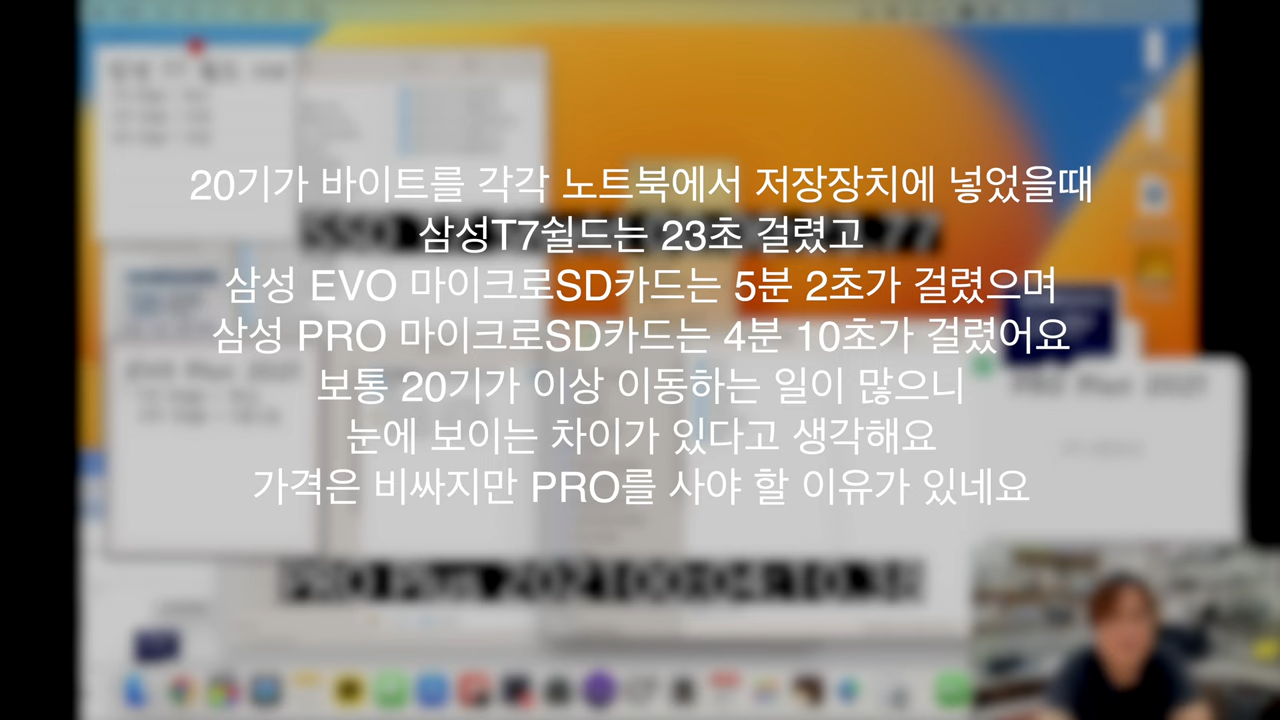 20기가 바이트를 각각 노트북에서 저장장치에 넣었을때
삼성T7쉴드는 23초 걸렸고
삼성 EVO 마이크로SD카드는 5분 2초가 걸렸으며
삼성 PRO 마이크로SD카드는 4분 10초가 걸렸어요
보통 20기가 이상 이동하는 일이 많으니
눈에 보이는 차이가 있다고 생각해요
가격은 비싸지만 PRO를 사야 할 이유가 있네요
PRO Plus 2021